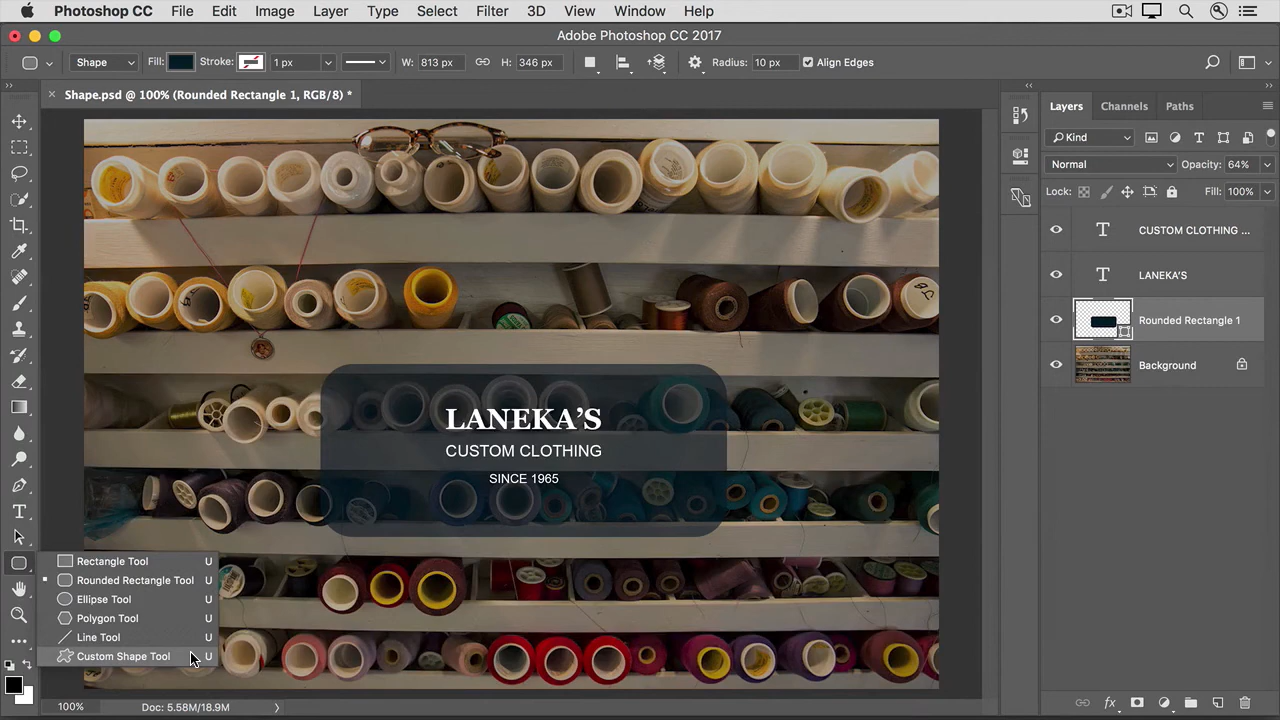 Photoshop CC File Edit Image Layer Type Select Filter 3D View Window Help
Adobe Photoshop CC 2017
Shape Fill: Stroke: 1 px W: 813 px H: 346 px Radius: 10 px Align Edges
Shape.psd @ 100% (Rounded Rectangle 1, RGB/8) *
Layers Channels Paths
Kind
Normal Opacity: 64%
Lock: Fill: 100%
CUSTOM CLOTHING ...
LANEKA'S
Rounded Rectangle 1
Background
LANEKA'S
CUSTOM CLOTHING
SINCE 1965
Rectangle Tool U
Rounded Rectangle Tool U
Ellipse Tool U
Polygon Tool U
Line Tool U
Custom Shape Tool U
100% Doc: 5.58M/18.9M